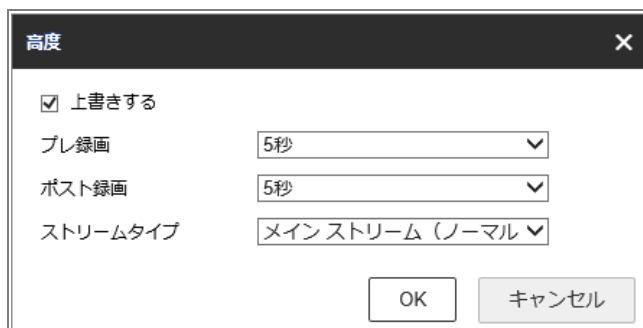 高度
上書きする
プレ録画 5秒
ポスト録画 5秒
ストリームタイプ メイン ストリーム（ノーマル
OK キャンセル